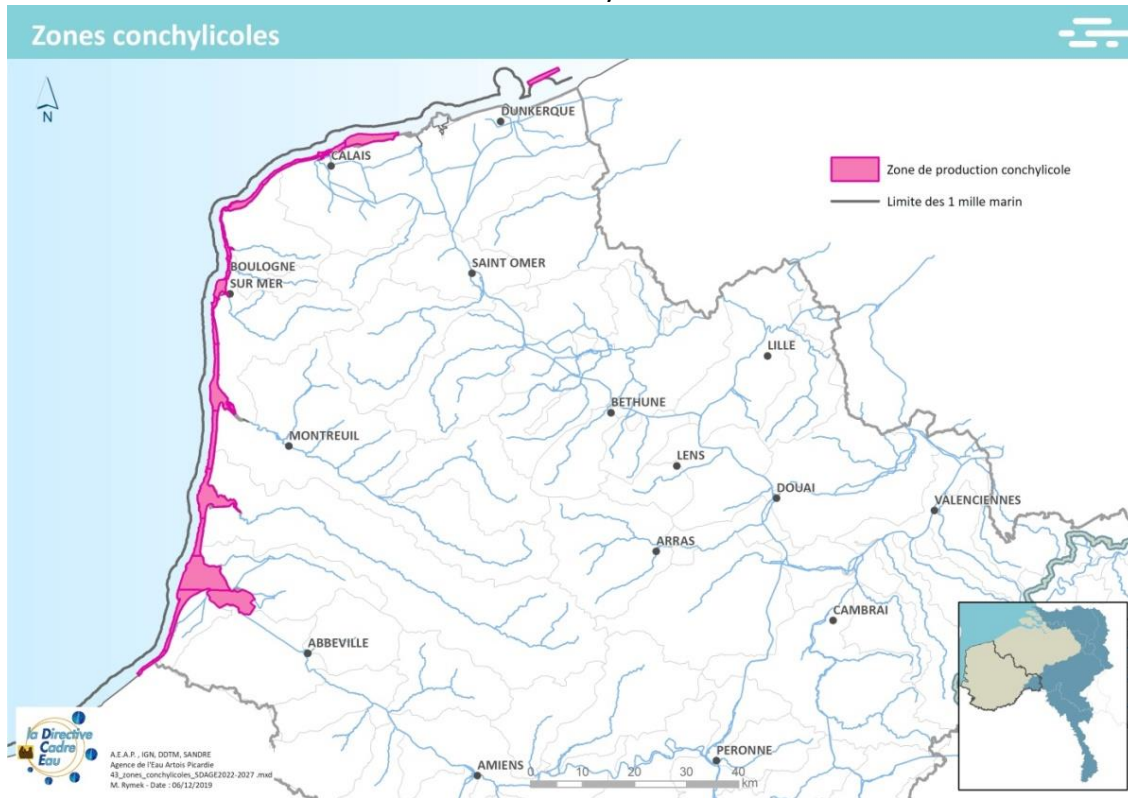 Zones conchylicoles
N
DÛNKERQUE
CALAIS
Zone de production conchylicole
Limite des 1 mille marin
BOULOGNE
SUR MER
SAINT OMER
LILLE
BETHUNE
MONTREUIL
LENS
DOUAI
VALENCIENNES
ARRAS
CAMBRAI
ABBEVILLE
la Directive
Cadre
Eau
A.E.A.P. , IGN, DDTM, SANDRE
Agence de l'Eau Artois Picardie
43_zones_conchylicoles_SDAGE2022-2027 .mxd
M. Rymek - Date : 06/12/2019
PERONNE
AMIENS
0 10 20 30 40
km